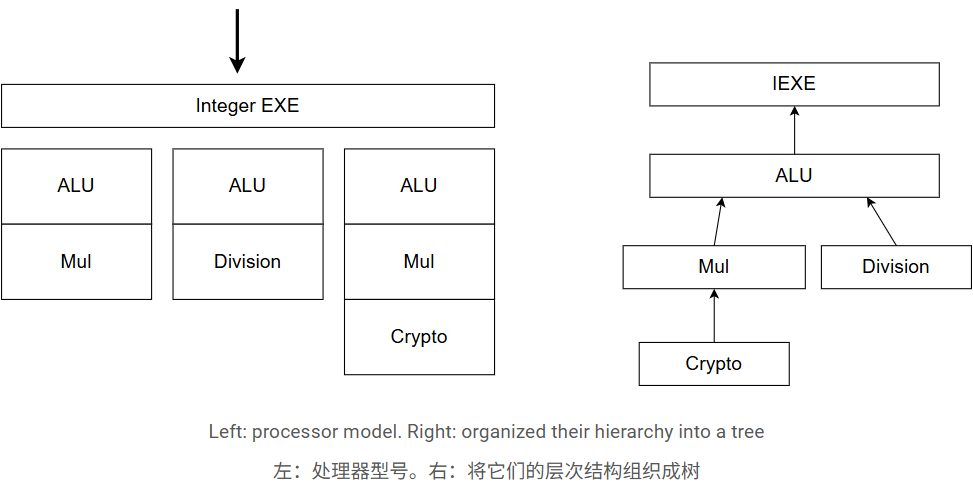 Integer EXE
ALU
Mul
ALU
Division
ALU
Mul
Crypto
IEXE
ALU
Mul
Division
Crypto
Left: processor model. Right: organized their hierarchy into a tree
左：处理器型号。右：将它们的层次结构组织成树